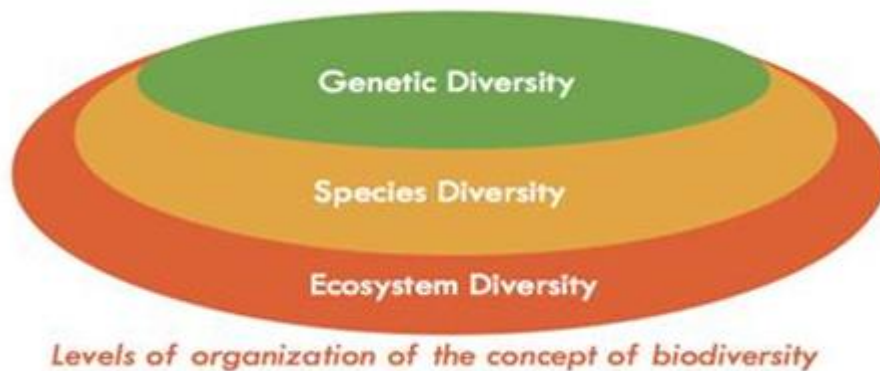 Genetic Diversity
Species Diversity
Ecosystem Diversity
Levels of organization of the concept of biodiversity